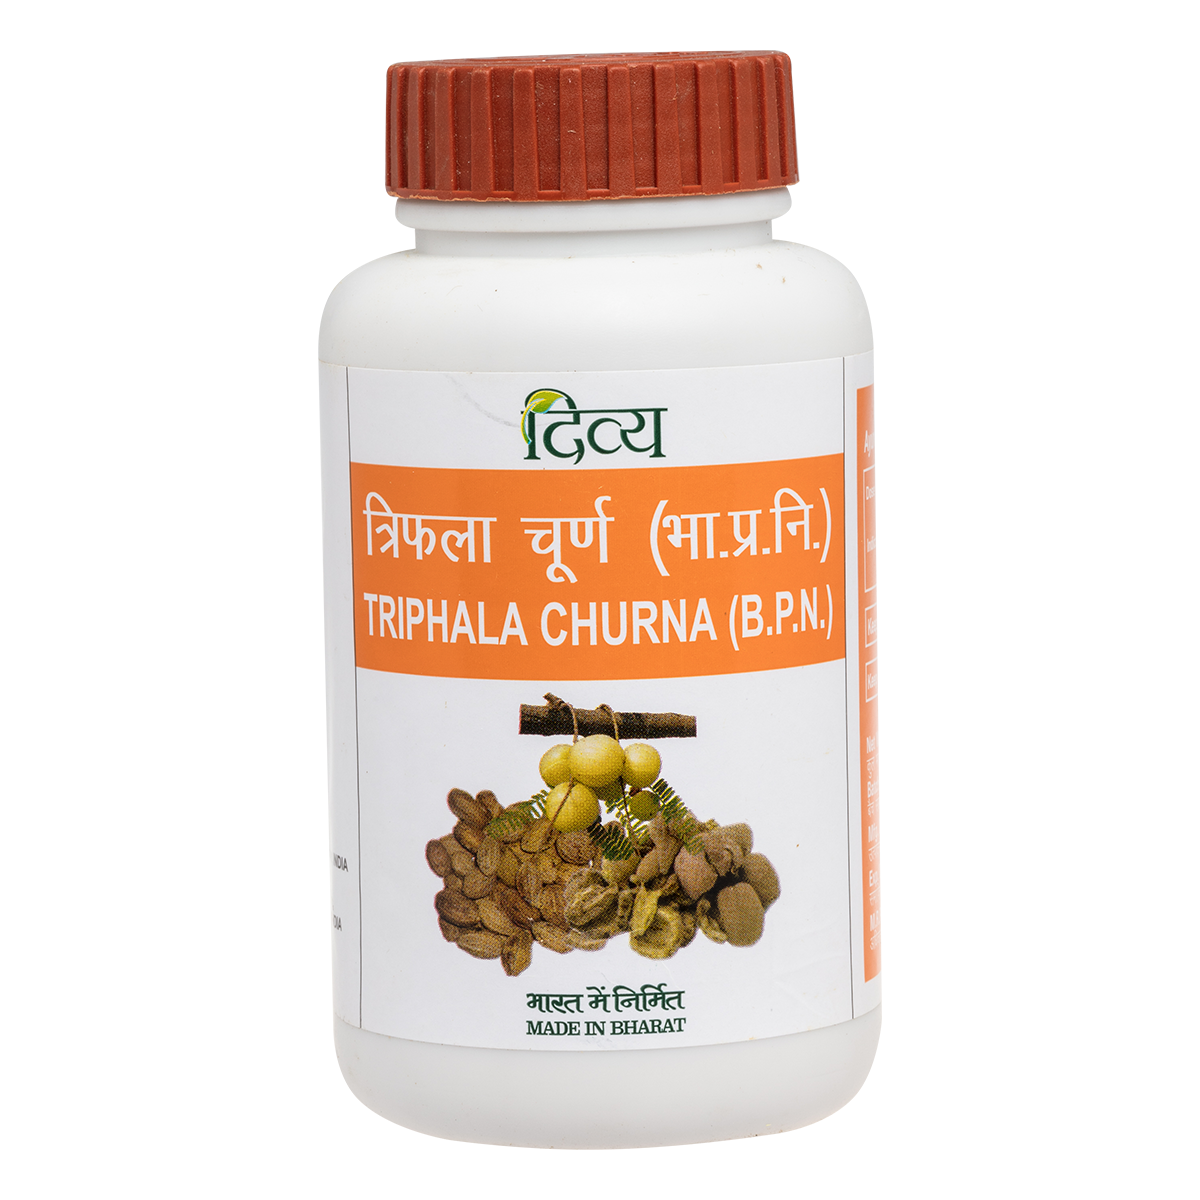 दिव्य
त्रिफला चूर्ण (भा.प्र.नि.)
TRIPHALA CHURNA (B.P.N.)
भारत में निर्मित
MADE IN BHARAT